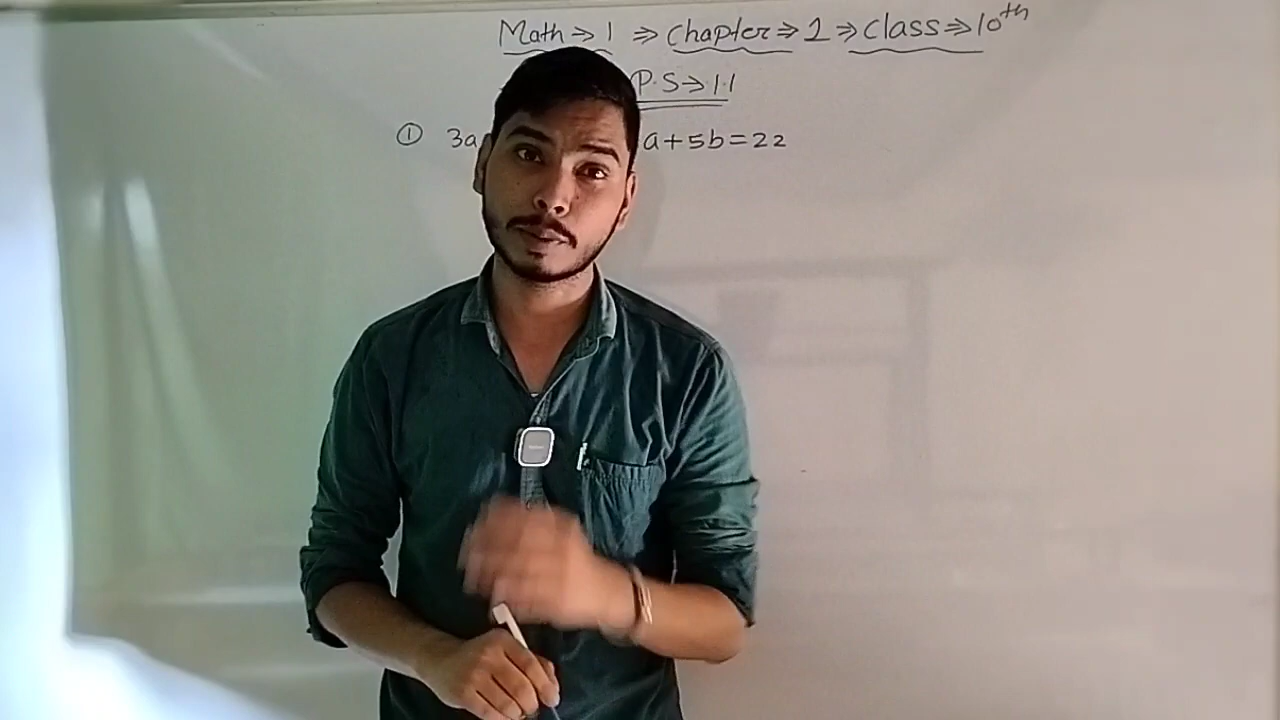 Math ⇒ 1 ⇒ Chapter ⇒ 1 ⇒ class ⇒ 10th
P.S → 1.1
① 3a a + 5b = 22